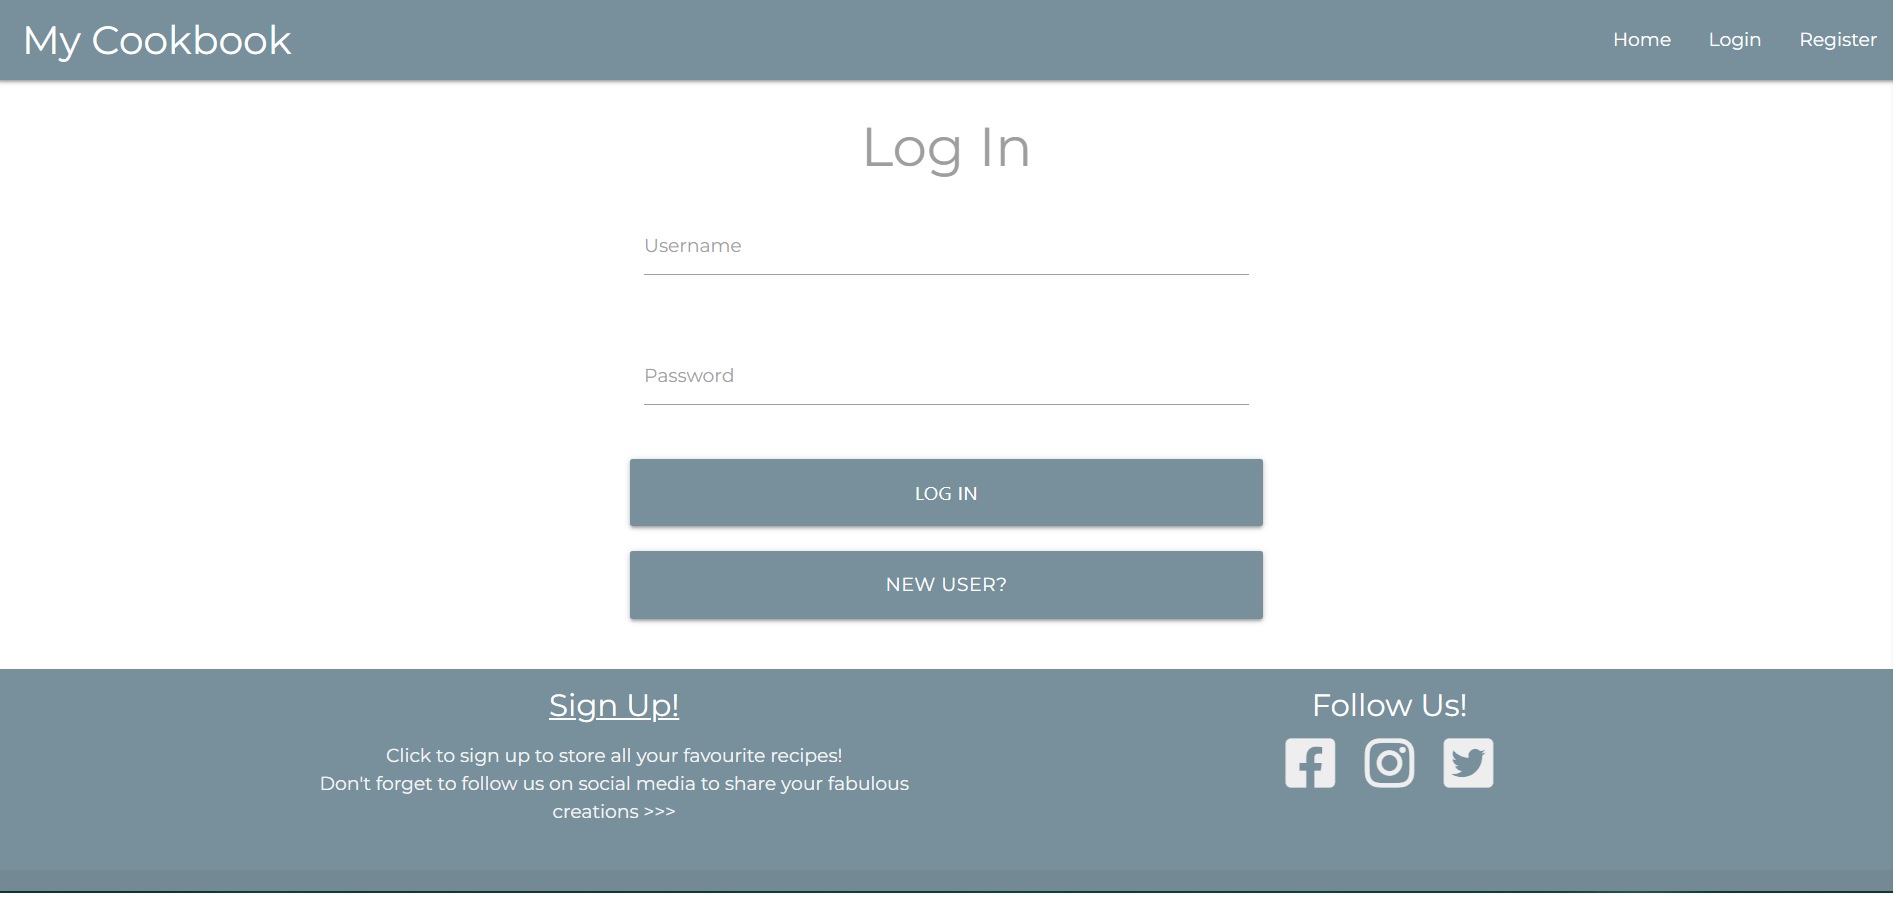 My Cookbook
Home Login Register
Log In
Username
Password
LOG IN
NEW USER?
Sign Up!
Click to sign up to store all your favourite recipes!
Don't forget to follow us on social media to share your fabulous
creations >>>
Follow Us!